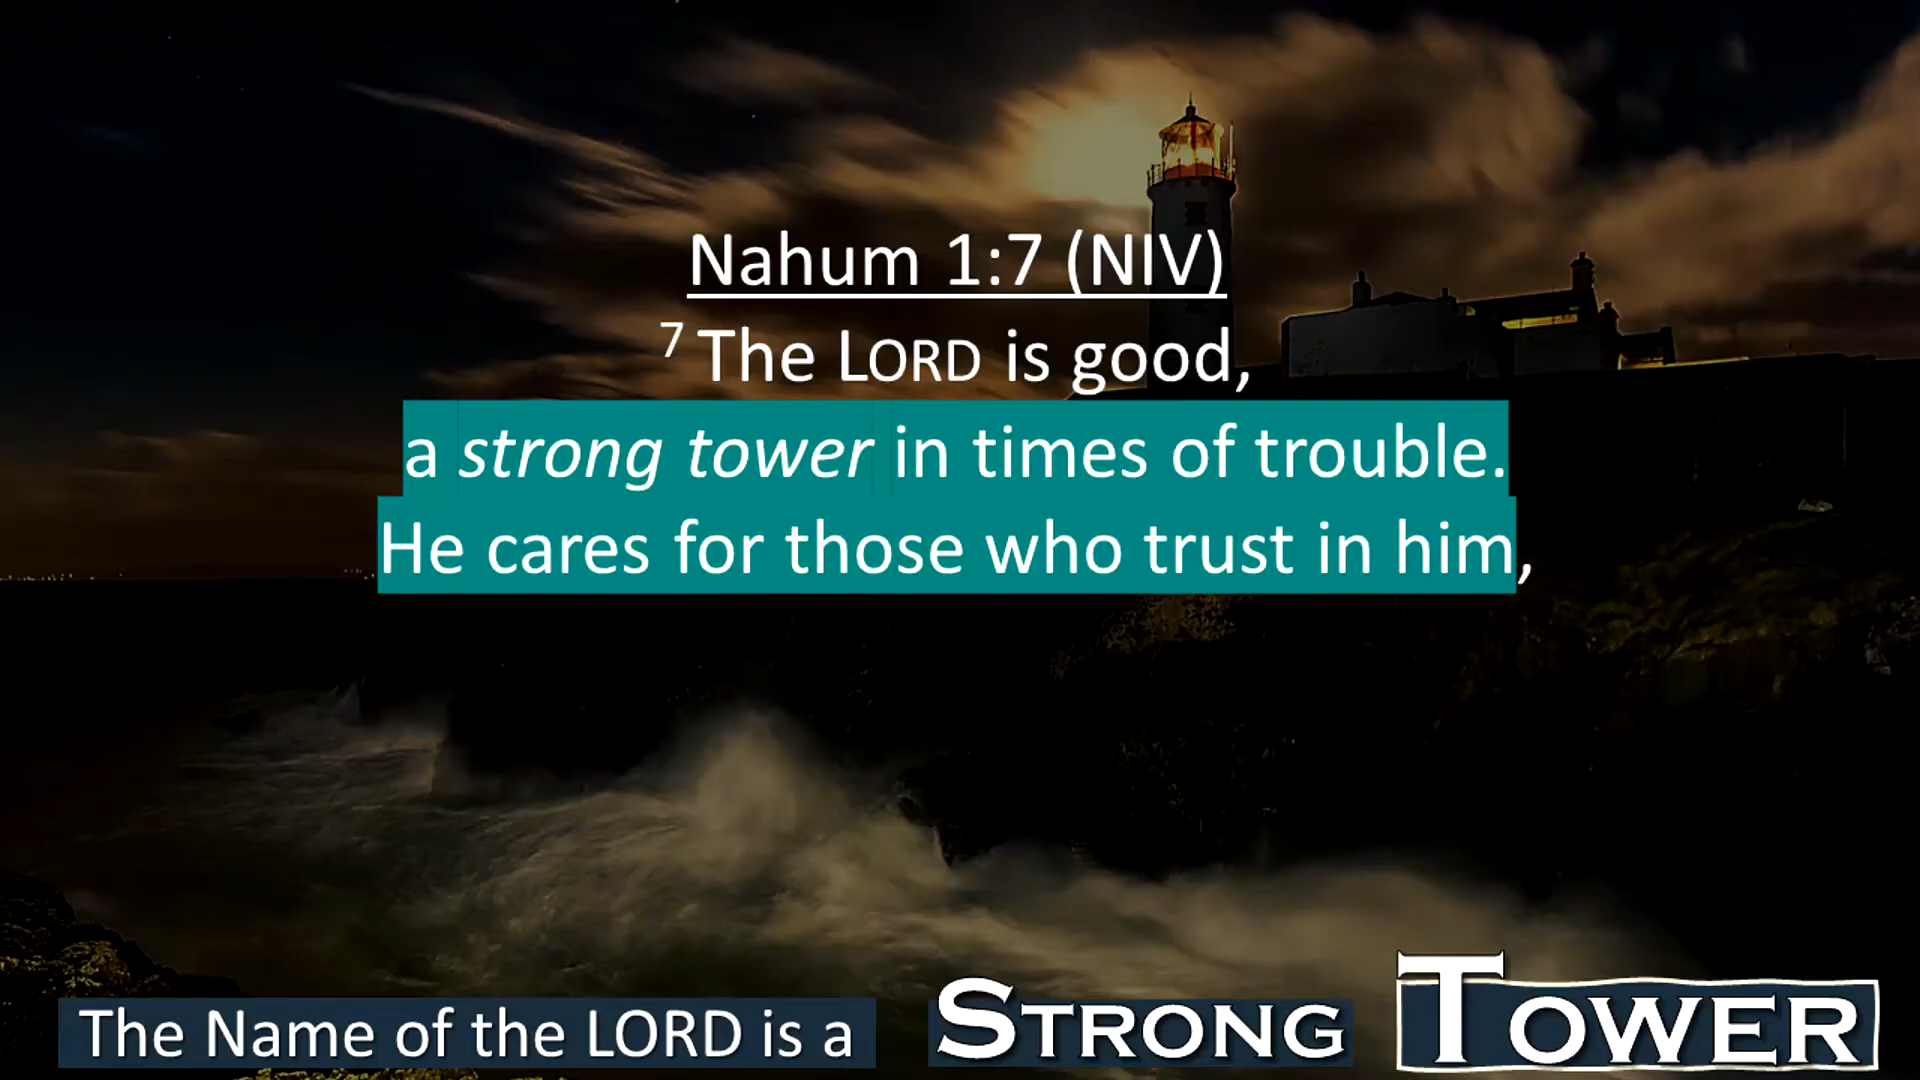 Nahum 1:7 (NIV)
7 The LORD is good,
a strong tower in times of trouble.
He cares for those who trust in him,
The Name of the LORD is a STRONG TOWER